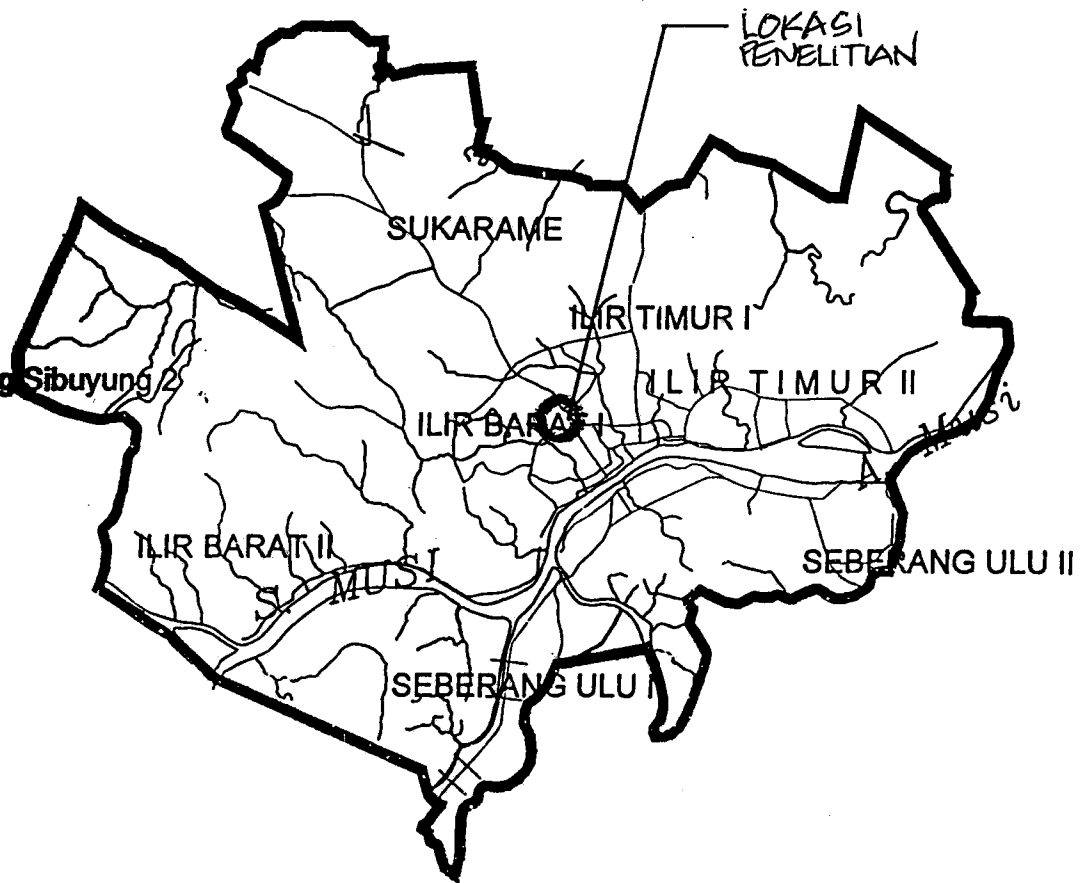 LOKASI
PENELITIAN
SUKARAME
ILIR TIMUR I
g Sibuyung 2
ILIR TIMUR II
ILIR BARAT I
A. Musi
ILIR BARAT II
S. MUSI
SEBERANG ULU II
SEBERANG ULU I